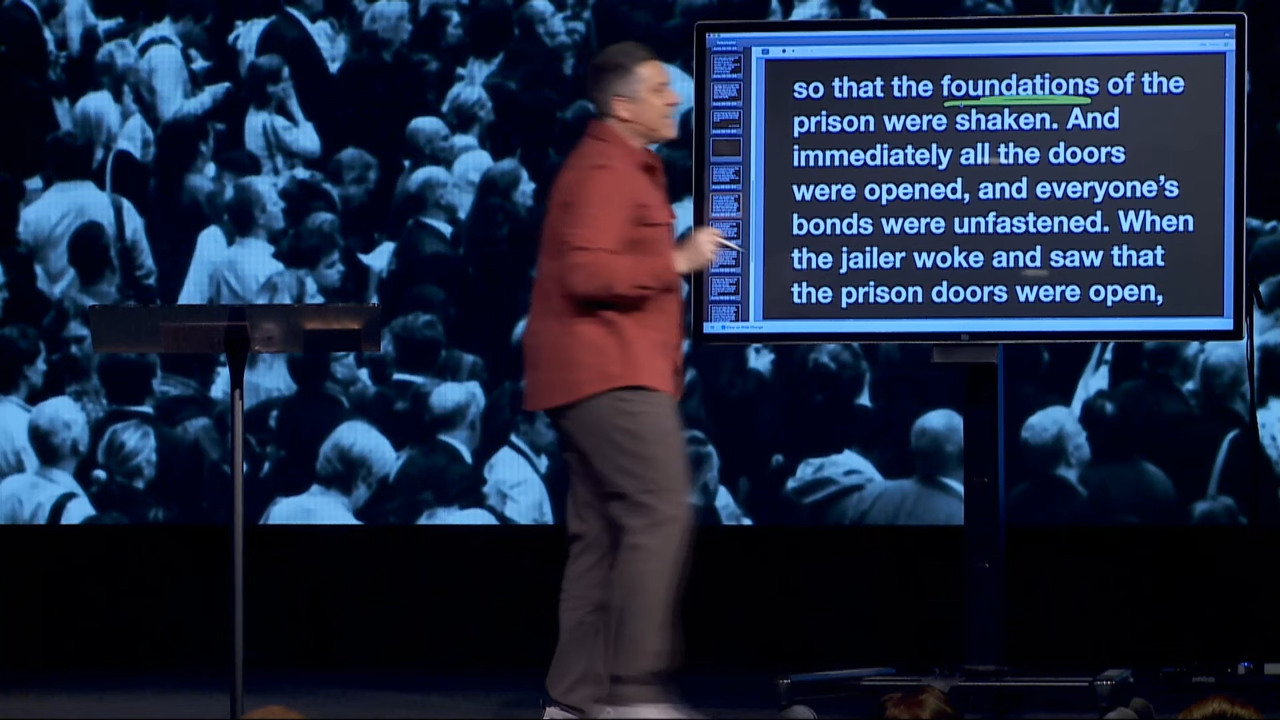 so that the foundations of the
prison were shaken. And
immediately all the doors
were opened, and everyone’s
bonds were unfastened. When
the jailer woke and saw that
the prison doors were open,